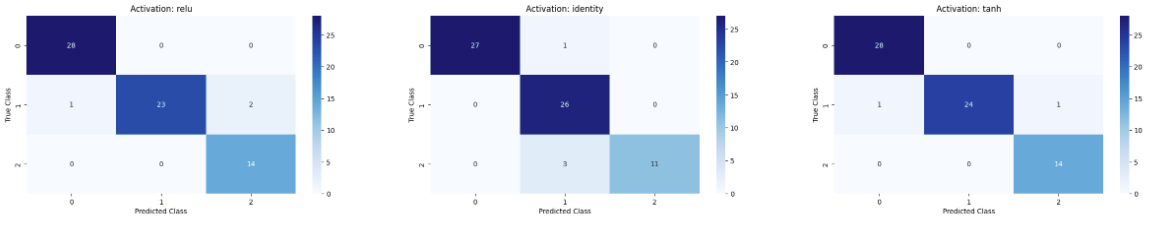 Activation: relu
True Class
0
1
2
28 0 0
1 23 2
0 0 14
0 1 2
Predicted Class
25
20
15
10
5
0
Activation: identity
True Class
0
1
2
27 1 0
0 26 0
0 3 11
0 1 2
Predicted Class
25
20
15
10
5
0
Activation: tanh
True Class
0
1
2
28 0 0
1 24 1
0 0 14
0 1 2
Predicted Class
25
20
15
10
5
0